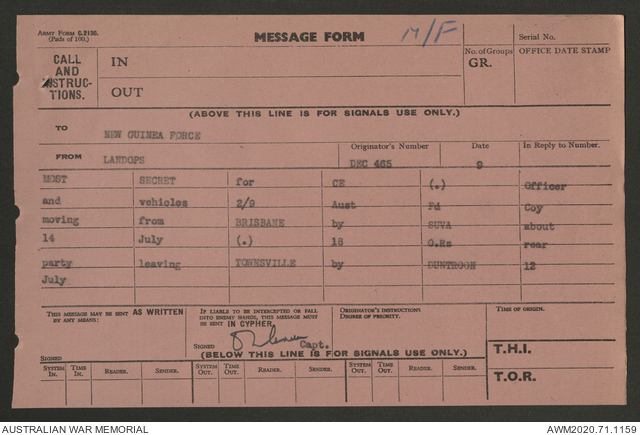 Army Form C.2130.
(Pads of 100.)
MESSAGE FORM
M/F
Serial No.
CALL AND INSTRUC-TIONS.
IN
OUT
No. of Groups
GR.
OFFICE DATE STAMP
(ABOVE THIS LINE IS FOR SIGNALS USE ONLY.)
TO NEW GUINEA FORCE
FROM LANDOPS
Originator's Number
DEC 465
Date
9
In Reply to Number.
MOST SECRET for CE (.) Officer
and vehicles 2/9 Aust Fd Coy
moving from BRISBANE by SUVA about
14 July (.) 18 O.Rs rear
party leaving TOWNSVILLE by DUNTROON 12
July
THIS MESSAGE MAY BE SENT AS WRITTEN BY ANY MEANS:
SIGNED
IF LIABLE TO BE INTERCEPTED OR FALL INTO ENEMY HANDS, THIS MESSAGE MUST BE SENT IN CYPHER.
SIGNED Capt.
ORIGINATOR'S INSTRUCTIONS
DEGREE OF PRIORITY.
TIME OF ORIGIN.
(BELOW THIS LINE IS FOR SIGNALS USE ONLY.)
T.H.I.
T.O.R.
SYSTEM IN. TIME IN. READER. SENDER. SYSTEM OUT. TIME OUT. READER. SENDER. SYSTEM OUT. TIME OUT. READER. SENDER.
AUSTRALIAN WAR MEMORIAL
AWM2020.71.1159